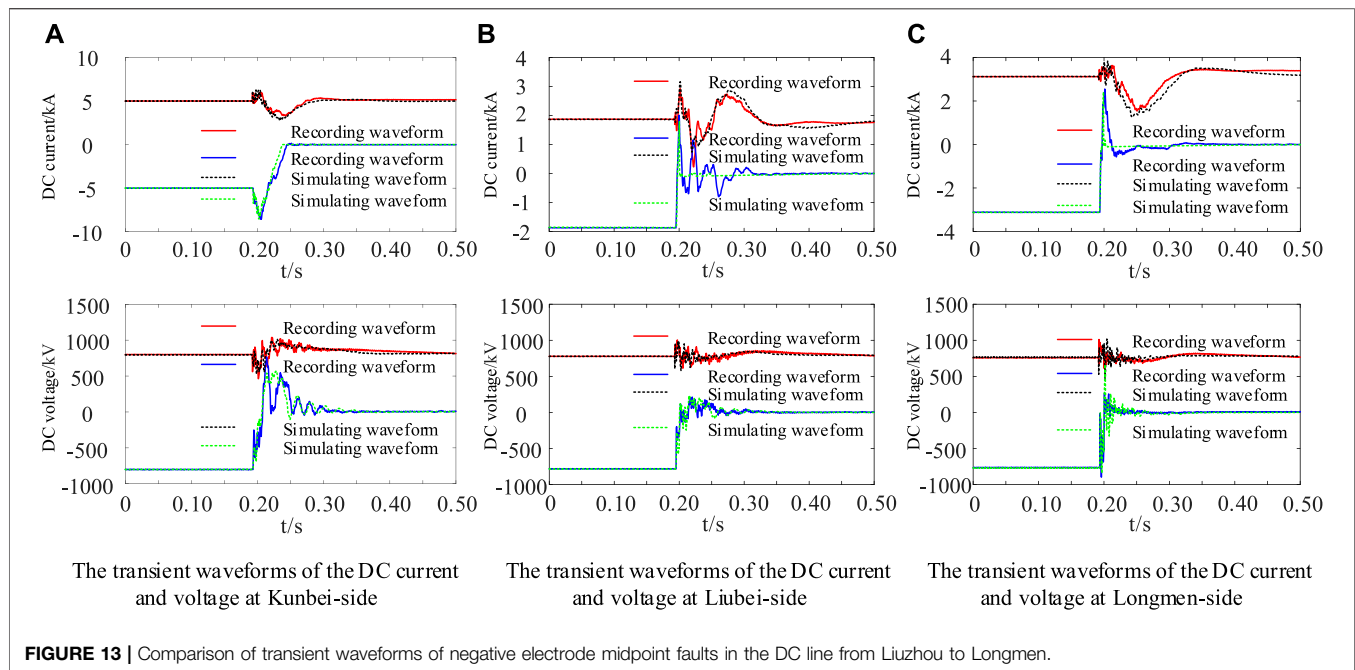 A
B
C
10
5
0
-5
-10
DC current/kA
Recording waveform
Recording waveform
Simulating waveform
Simulating waveform
0
0.10
0.20
0.30
0.40
0.50
t/s
4
3
2
1
0
-1
-2
DC current/kA
Recording waveform
Recording waveform
Simulating waveform
Simulating waveform
0
0.10
0.20
0.30
0.40
0.50
t/s
4
2
0
-2
-4
DC current/kA
Recording waveform
Recording waveform
Simulating waveform
Simulating waveform
0
0.10
0.20
0.30
0.40
0.50
t/s
1500
1000
500
0
-500
-1000
DC voltage/kV
Recording waveform
Recording waveform
Simulating waveform
Simulating waveform
0
0.10
0.20
0.30
0.40
0.50
t/s
1500
1000
500
0
-500
-1000
DC voltage/kV
Recording waveform
Recording waveform
Simulating waveform
Simulating waveform
0
0.10
0.20
0.30
0.40
0.50
t/s
1500
1000
500
0
-500
-1000
DC voltage/kV
Recording waveform
Recording waveform
Simulating waveform
Simulating waveform
0
0.10
0.20
0.30
0.40
0.50
t/s
The transient waveforms of the DC current
and voltage at Kunbei-side
The transient waveforms of the DC current
and voltage at Liubei-side
The transient waveforms of the DC current
and voltage at Longmen-side
FIGURE 13 | Comparison of transient waveforms of negative electrode midpoint faults in the DC line from Liuzhou to Longmen.